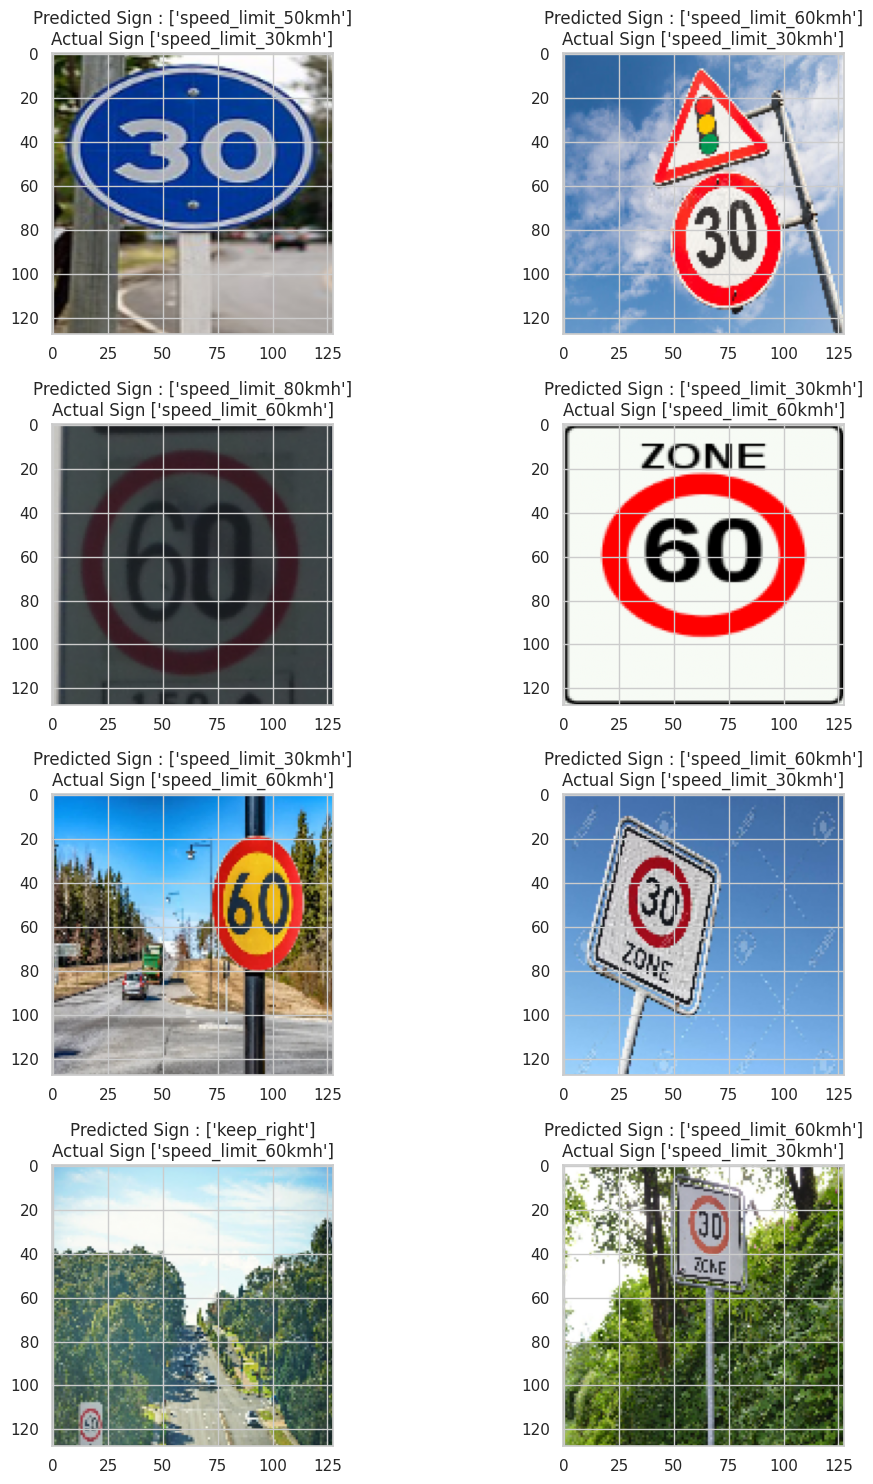 Predicted Sign : ['speed_limit_50kmh']
Actual Sign ['speed_limit_30kmh']
0
20
40
60
80
100
120
0 25 50 75 100 125
30
Predicted Sign : ['speed_limit_60kmh']
Actual Sign ['speed_limit_30kmh']
0
20
40
60
80
100
120
0 25 50 75 100 125
30
Predicted Sign : ['speed_limit_80kmh']
Actual Sign ['speed_limit_60kmh']
0
20
40
60
80
100
120
0 25 50 75 100 125
60
Predicted Sign : ['speed_limit_30kmh']
Actual Sign ['speed_limit_60kmh']
0
20
40
60
80
100
120
0 25 50 75 100 125
ZONE
60
Predicted Sign : ['speed_limit_30kmh']
Actual Sign ['speed_limit_60kmh']
0
20
40
60
80
100
120
0 25 50 75 100 125
60
Predicted Sign : ['speed_limit_60kmh']
Actual Sign ['speed_limit_30kmh']
0
20
40
60
80
100
120
0 25 50 75 100 125
30
ZONE
Predicted Sign : ['keep_right']
Actual Sign ['speed_limit_60kmh']
0
20
40
60
80
100
120
0 25 50 75 100 125
60
Predicted Sign : ['speed_limit_60kmh']
Actual Sign ['speed_limit_30kmh']
0
20
40
60
80
100
120
0 25 50 75 100 125
30
ZONE